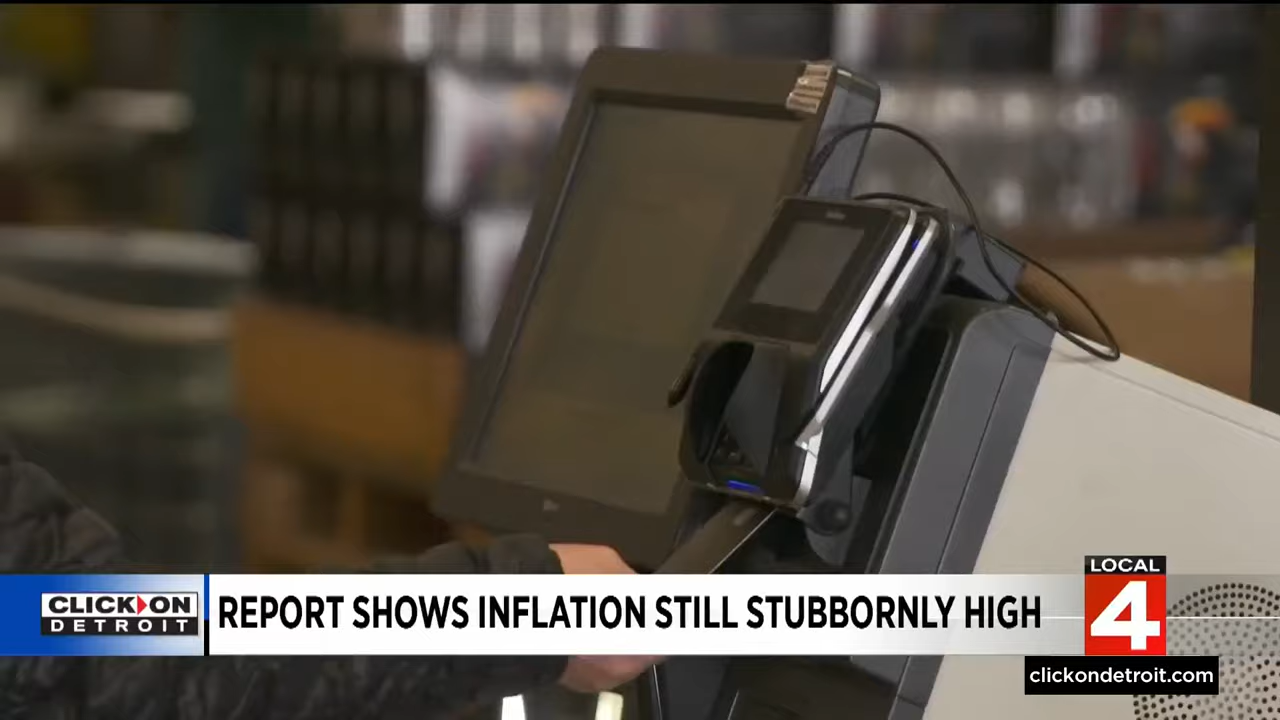 CLICK ON
DETROIT
REPORT SHOWS INFLATION STILL STUBBORNLY HIGH
LOCAL
4
clickondetroit.com